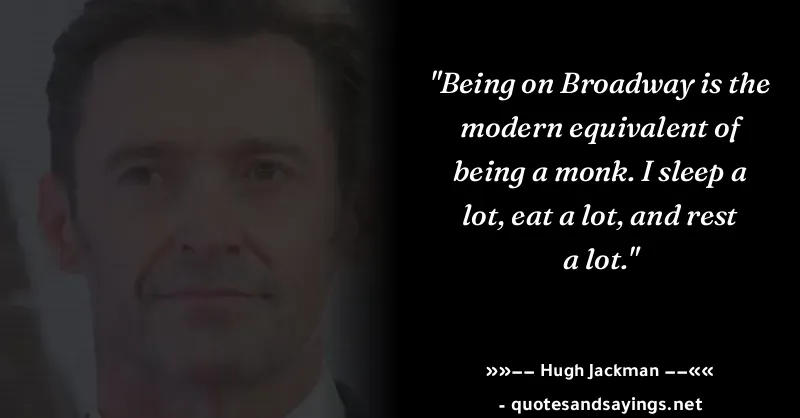 "Being on Broadway is the
modern equivalent of
being a monk. I sleep a
lot, eat a lot, and rest
a lot."
»»−− Hugh Jackman −−««
- quotesandsayings.net